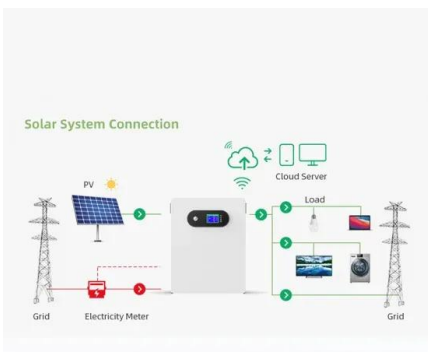 Solar System Connection
Cloud Server
PV
Load
Grid
Electricity Meter
Grid